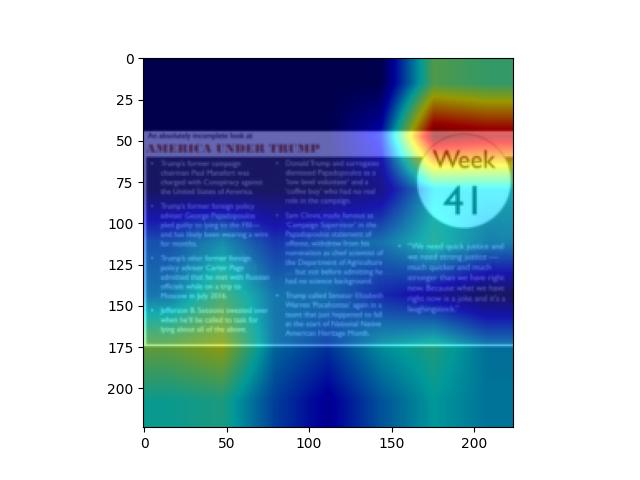 An absolutely incomplete look at
AMERICA UNDER TRUMP
Week
41
• Trump's former campaign
chairman Paul Manafort was
charged with Conspiracy against
the United States of America.
• Trump's former foreign policy
adviser George Papadopoulos
pled guilty to lying to the FBI—
and has likely been wearing a wire
for months.
• Trump's other former foreign
policy adviser Carter Page
admitted that he met with Russian
officials while on a trip to
Moscow in July 2016.
• Jefferson B. Sessions sweated over
when he'll be called to task for
lying about all of the above.
• Donald Trump and surrogates
dismissed Papadopoulos as a
'low level volunteer' and a
'coffee boy' who had no real
role in the campaign.
• Sam Clovis, made famous as
'Campaign Supervisor' in the
Papadopoulos statement of
offense, withdrew from his
nomination as chief scientist of
the Department of Agriculture
... but not before admitting he
had no science background.
• Trump called Senator Elizabeth
Warren 'Pocahontas' again in a
tweet that just happened to fall
at the start of National Native
American Heritage Month.
• "We need quick justice and
we need strong justice —
much quicker and much
stronger than we have right
now. Because what we have
right now is a joke and it's a
laughingstock."
0
25
50
75
100
125
150
175
200
0 50 100 150 200